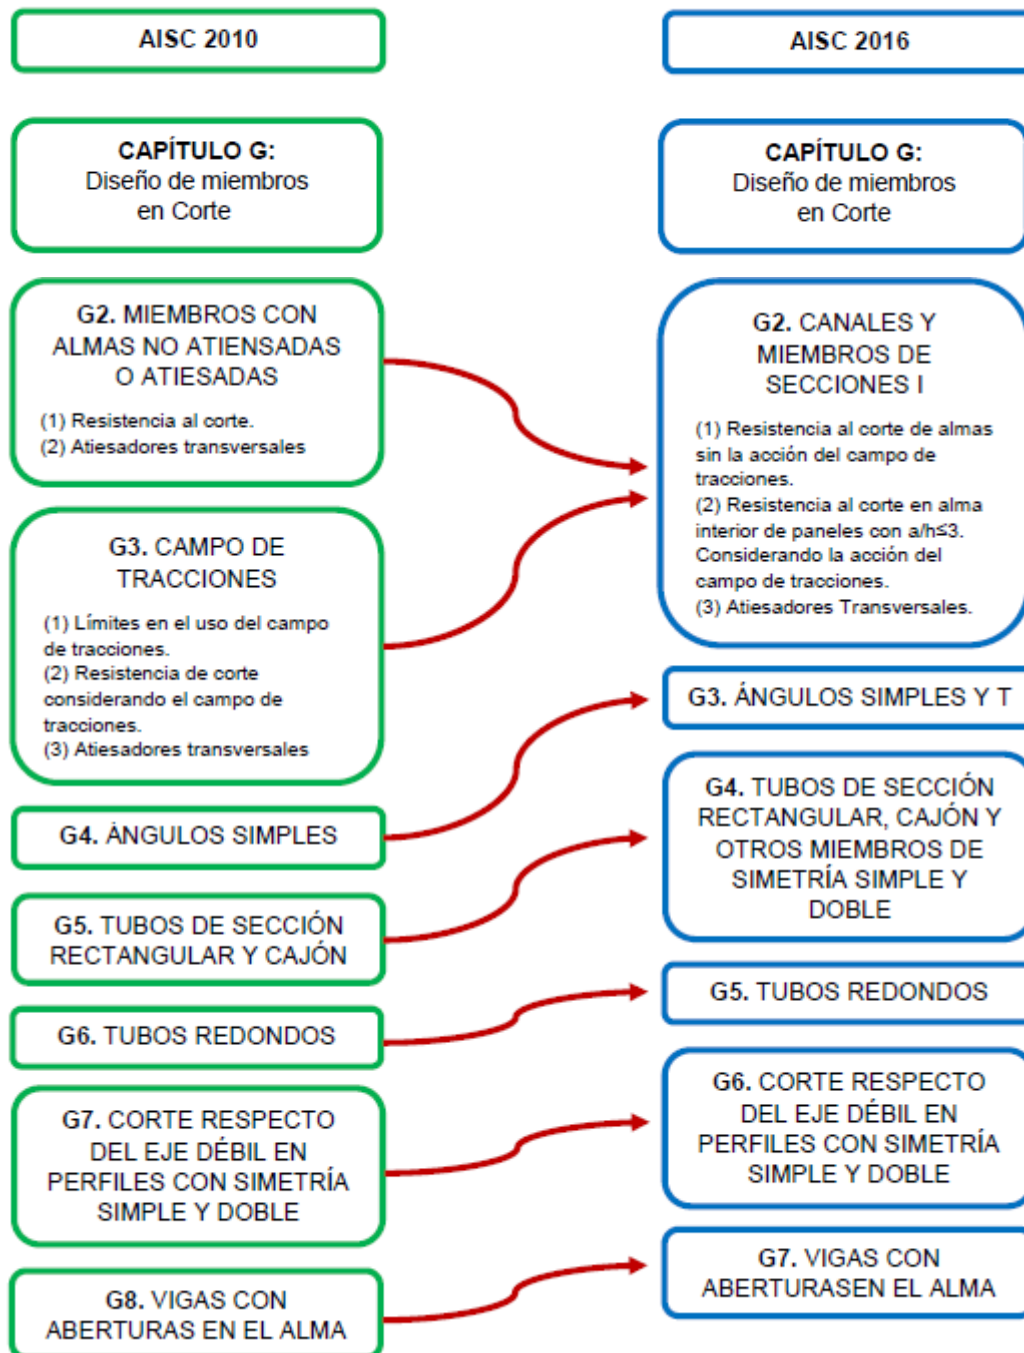 AISC 2010
AISC 2016
CAPÍTULO G:
Diseño de miembros
en Corte
CAPÍTULO G:
Diseño de miembros
en Corte
G2. MIEMBROS CON
ALMAS NO ATIENSADAS
O ATIESADAS
(1) Resistencia al corte.
(2) Atiesadores transversales
G2. CANALES Y
MIEMBROS DE
SECCIONES I
(1) Resistencia al corte de almas
sin la acción del campo de
tracciones.
(2) Resistencia al corte en alma
interior de paneles con a/h≤3.
Considerando la acción del
campo de tracciones.
(3) Atiesadores Transversales.
G3. CAMPO DE
TRACCIONES
(1) Límites en el uso del campo
de tracciones.
(2) Resistencia de corte
considerando el campo de
tracciones.
(3) Atiesadores transversales
G3. ÁNGULOS SIMPLES Y T
G4. ÁNGULOS SIMPLES
G4. TUBOS DE SECCIÓN
RECTANGULAR, CAJÓN Y
OTROS MIEMBROS DE
SIMETRÍA SIMPLE Y
DOBLE
G5. TUBOS DE SECCIÓN
RECTANGULAR Y CAJÓN
G5. TUBOS REDONDOS
G6. TUBOS REDONDOS
G6. CORTE RESPECTO
DEL EJE DÉBIL EN
PERFILES CON SIMETRÍA
SIMPLE Y DOBLE
G7. CORTE RESPECTO
DEL EJE DÉBIL EN
PERFILES CON SIMETRÍA
SIMPLE Y DOBLE
G7. VIGAS CON
ABERTURASEN EL ALMA
G8. VIGAS CON
ABERTURAS EN EL ALMA